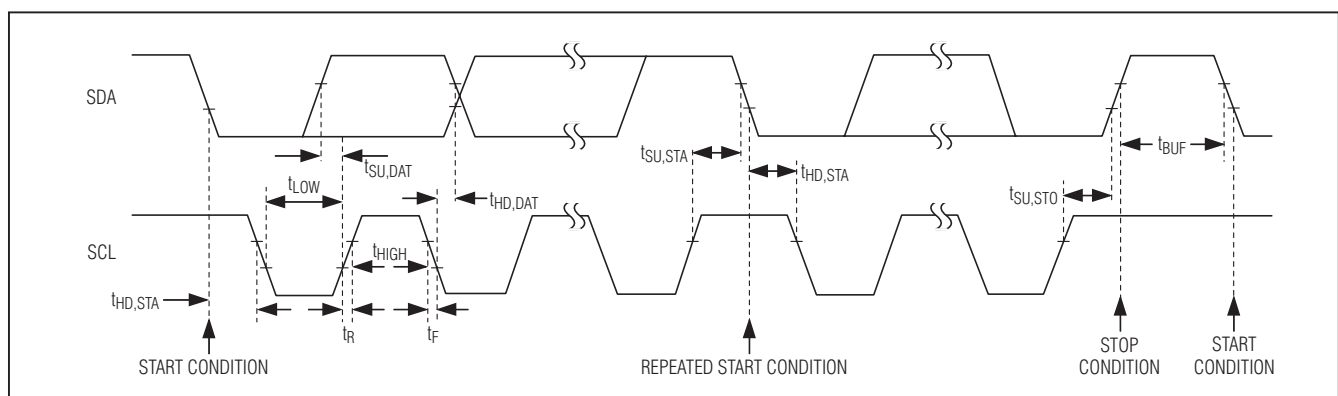 SDA
tSU,DAT
tLOW
tHD,DAT
tSU,STA
tHD,STA
tBUF
tSU,STO
SCL
tHIGH
tHD,STA
tR
tF
START CONDITION
REPEATED START CONDITION
STOP
CONDITION
START
CONDITION